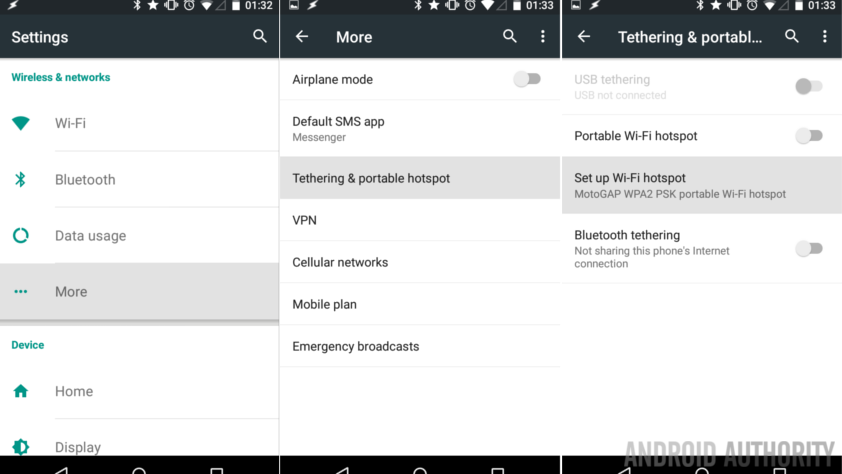 01:32
Settings
Wireless & networks
Wi-Fi
Bluetooth
Data usage
More
Device
Home
Display
01:33
More
Airplane mode
Default SMS app
Messenger
Tethering & portable hotspot
VPN
Cellular networks
Mobile plan
Emergency broadcasts
01:33
Tethering & portabl...
USB tethering
USB not connected
Portable Wi-Fi hotspot
Set up Wi-Fi hotspot
MotoGAP WPA2 PSK portable Wi-Fi hotspot
Bluetooth tethering
Not sharing this phone's Internet
connection
ANDROID AUTHORITY